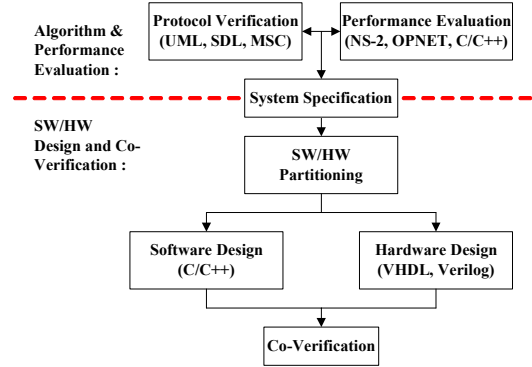 Algorithm &
Performance
Evaluation :
Protocol Verification
(UML, SDL, MSC)
Performance Evaluation
(NS-2, OPNET, C/C++)
System Specification
SW/HW
Design and Co-
Verification :
SW/HW
Partitioning
Software Design
(C/C++)
Hardware Design
(VHDL, Verilog)
Co-Verification